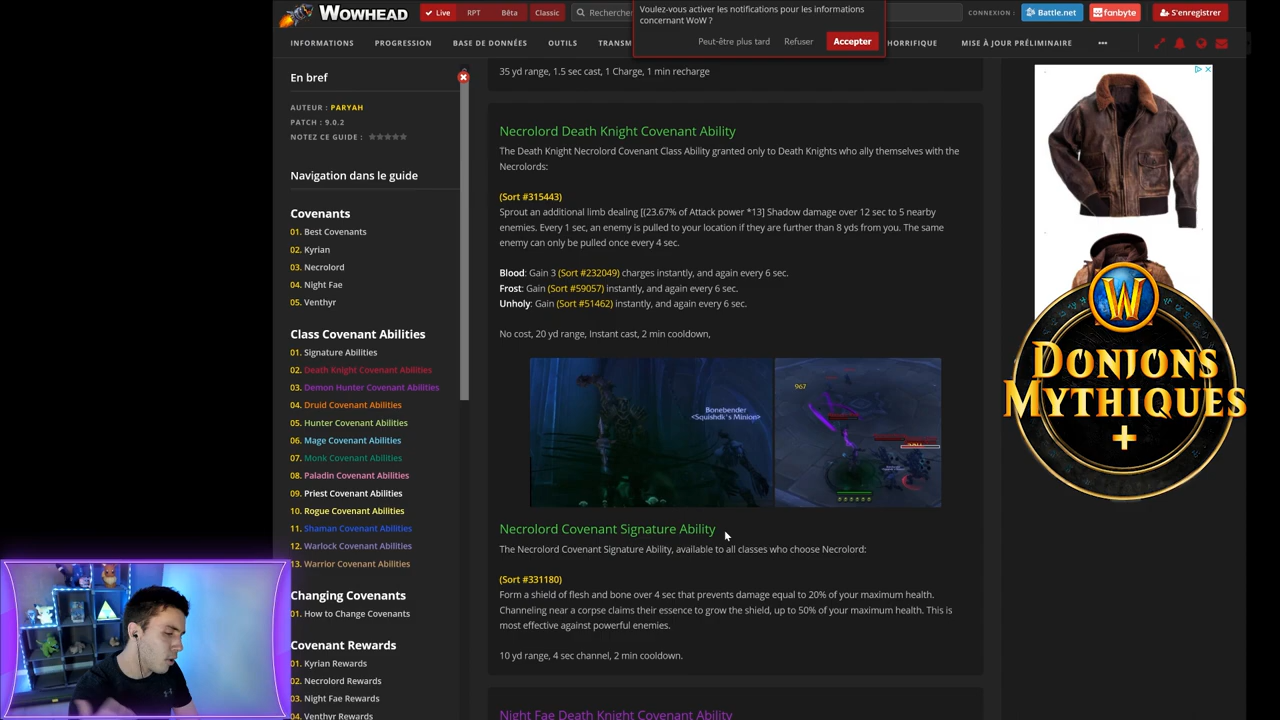 WOWHEAD
Live
RPT
Bêta
Classic
Recherche
Voulez-vous activer les notifications pour les informations
concernant WoW ?
Peut-être plus tard
Refuser
Accepter
CONNEXION :
Battle.net
fanbyte
S'enregistrer
INFORMATIONS
PROGRESSION
BASE DE DONNÉES
OUTILS
TRANSM
HORRIFIQUE
MISE À JOUR PRÉLIMINAIRE
En bref
AUTEUR : PARYAH
PATCH : 9.0.2
NOTEZ CE GUIDE :
Navigation dans le guide
Covenants
01. Best Covenants
02. Kyrian
03. Necrolord
04. Night Fae
05. Venthyr
Class Covenant Abilities
01. Signature Abilities
02. Death Knight Covenant Abilities
03. Demon Hunter Covenant Abilities
04. Druid Covenant Abilities
05. Hunter Covenant Abilities
06. Mage Covenant Abilities
07. Monk Covenant Abilities
08. Paladin Covenant Abilities
09. Priest Covenant Abilities
10. Rogue Covenant Abilities
11. Shaman Covenant Abilities
12. Warlock Covenant Abilities
13. Warrior Covenant Abilities
Changing Covenants
01. How to Change Covenants
Covenant Rewards
01. Kyrian Rewards
02. Necrolord Rewards
03. Night Fae Rewards
04. Venthyr Rewards
35 yd range, 1.5 sec cast, 1 Charge, 1 min recharge
Necrolord Death Knight Covenant Ability
The Death Knight Necrolord Covenant Class Ability granted only to Death Knights who ally themselves with the
Necrolords:
(Sort #315443)
Sprout an additional limb dealing [(23.67% of Attack power *13] Shadow damage over 12 sec to 5 nearby
enemies. Every 1 sec, an enemy is pulled to your location if they are further than 8 yds from you. The same
enemy can only be pulled once every 4 sec.
Blood: Gain 3 (Sort #232049) charges instantly, and again every 6 sec.
Frost: Gain (Sort #59057) instantly, and again every 6 sec.
Unholy: Gain (Sort #51462) instantly, and again every 6 sec.
No cost, 20 yd range, Instant cast, 2 min cooldown,
Bonebender
<Squishdk's Minion>
967
Necrolord Covenant Signature Ability
The Necrolord Covenant Signature Ability, available to all classes who choose Necrolord:
(Sort #331180)
Form a shield of flesh and bone over 4 sec that prevents damage equal to 20% of your maximum health.
Channeling near a corpse claims their essence to grow the shield, up to 50% of your maximum health. This is
most effective against powerful enemies.
10 yd range, 4 sec channel, 2 min cooldown.
Night Fae Death Knight Covenant Ability
W
DONJONS
MYTHIQUES
+